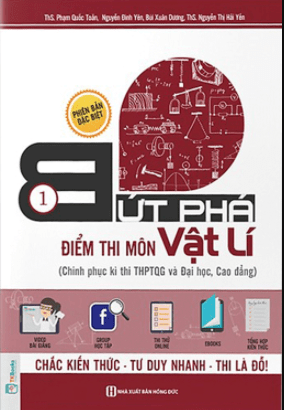 ThS. Phạm Quốc Toản, Nguyễn Đình Yên, Bùi Xuân Dương, ThS. Nguyễn Thị Hải Yến
PHIÊN BẢN
ĐẶC BIỆT
1
BỨT PHÁ
ĐIỂM THI MÔN Vật Lí
(Chinh phục kì thi THPTQG và Đại học, Cao đẳng)
VIDEO
BÀI GIẢNG
GROUP
HỌC TẬP
THI THỬ
ONLINE
EBOOKS
TỔNG HỢP
KIẾN THỨC
CHẮC KIẾN THỨC - TƯ DUY NHANH - THI LÀ ĐỖ!
NHÀ XUẤT BẢN HỒNG ĐỨC